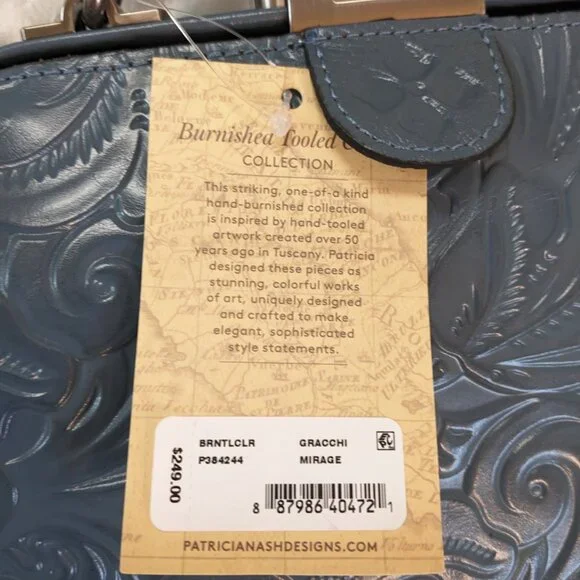 Burnished Tooled
COLLECTION
This striking, one-of-a kind
hand-burnished collection
is inspired by hand-tooled
artwork created over 50
years ago in Tuscany. Patricia
designed these pieces as
stunning, colorful works
of art, uniquely designed
and crafted to make
elegant, sophisticated
style statements.
BRNTLCLR GRACCHI
P384244 MIRAGE
$249.00
8 87986 40472 1
PATRICIANASHDESIGNS.COM